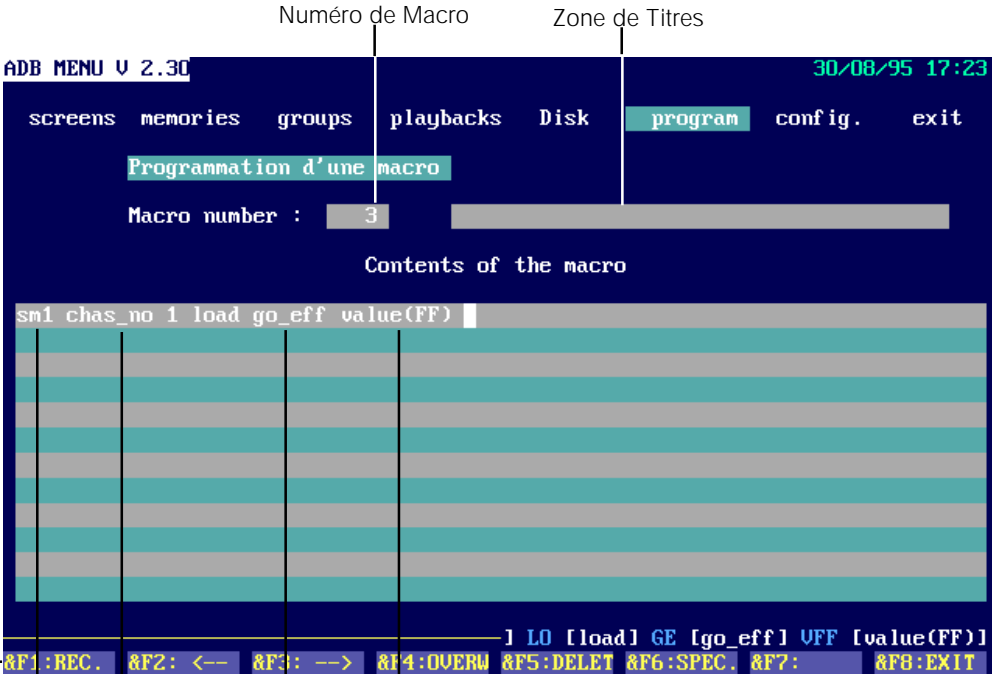 Numéro de Macro Zone de Titres
ADB MENU V 2.30 30/08/95 17:23
screens memories groups playbacks Disk program config. exit
Programmation d'une macro
Macro number : 3
Contents of the macro
sm1 chas_no 1 load go_eff value(FF)
] LO [load] GE [go_eff] VFF [value(FF)]
&F1:REC. &F2: <-- &F3: --> &F4:OVERW &F5:DELET &F6:SPEC. &F7: &F8:EXIT